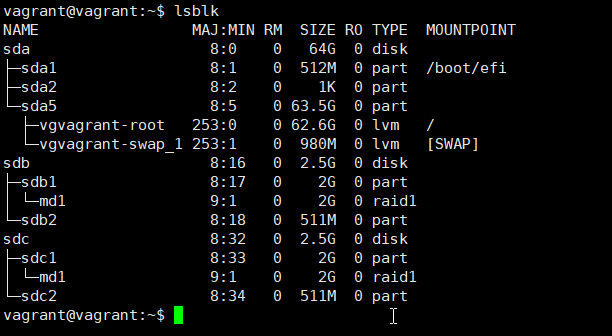 vagrant@vagrant:~$ lsblk
NAME                 MAJ:MIN RM  SIZE RO TYPE  MOUNTPOINT
sda                    8:0    0   64G  0 disk
├─sda1                 8:1    0  512M  0 part  /boot/efi
├─sda2                 8:2    0    1K  0 part
└─sda5                 8:5    0 63.5G  0 part
  ├─vgvagrant-root   253:0    0 62.6G  0 lvm   /
  └─vgvagrant-swap_1 253:1    0  980M  0 lvm   [SWAP]
sdb                    8:16   0  2.5G  0 disk
├─sdb1                 8:17   0    2G  0 part
│ └─md1                9:1    0    2G  0 raid1
└─sdb2                 8:18   0  511M  0 part
sdc                    8:32   0  2.5G  0 disk
├─sdc1                 8:33   0    2G  0 part
│ └─md1                9:1    0    2G  0 raid1
└─sdc2                 8:34   0  511M  0 part
vagrant@vagrant:~$